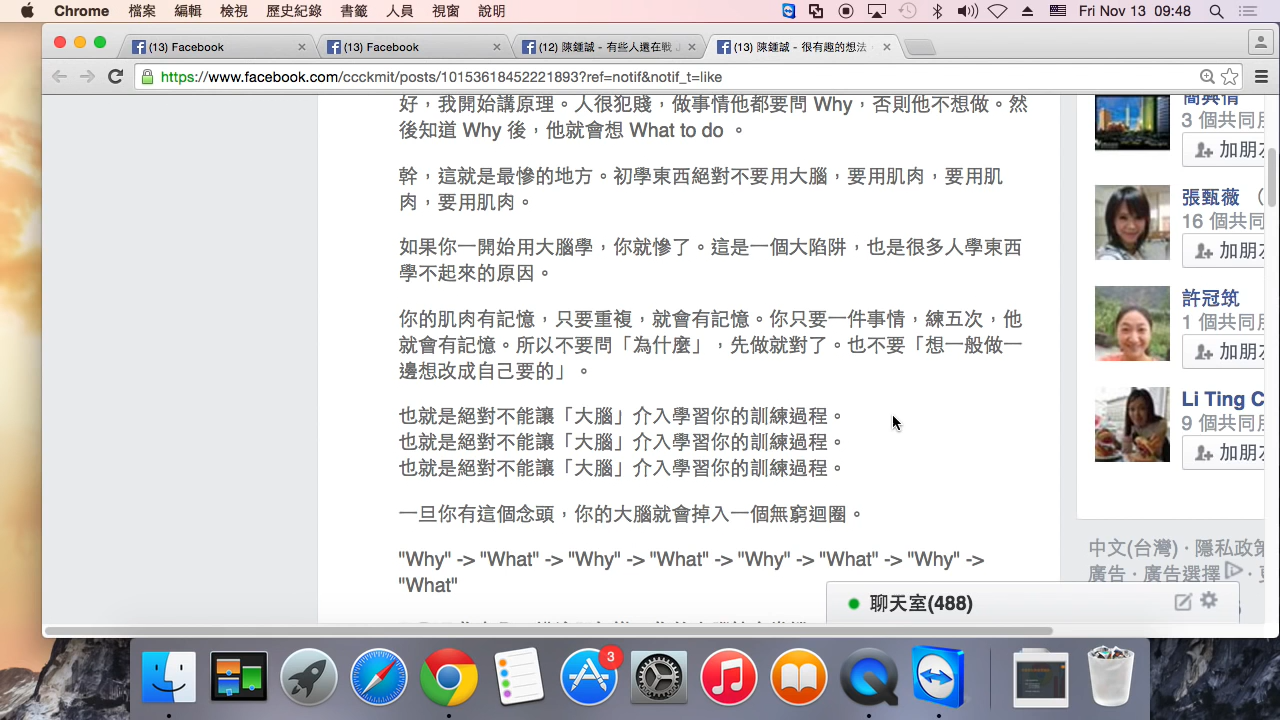 Chrome 檔案 編輯 檢視 歷史紀錄 書籤 人員 視窗 說明 Fri Nov 13 09:48
(13) Facebook
(13) Facebook
(12) 陳鍾誠 - 有些人還在戰
(13) 陳鍾誠 - 很有趣的想法
https://www.facebook.com/ccckmit/posts/10153618452221893?ref=notif&notif_t=like
好，我開始講原理。人很犯賤，做事情他都要問 Why，否則他不想做。然
後知道 Why 後，他就會想 What to do 。
幹，這就是最慘的地方。初學東西絕對不要用大腦，要用肌肉，要用肌
肉，要用肌肉。
如果你一開始用大腦學，你就慘了。這是一個大陷阱，也是很多人學東西
學不起來的原因。
你的肌肉有記憶，只要重複，就會有記憶。你只要一件事情，練五次，他
就會有記憶。所以不要問「為什麼」，先做就對了。也不要「想一般做一
邊想改成自己要的」。
也就是絕對不能讓「大腦」介入學習你的訓練過程。
也就是絕對不能讓「大腦」介入學習你的訓練過程。
也就是絕對不能讓「大腦」介入學習你的訓練過程。
一旦你有這個念頭，你的大腦就會掉入一個無窮迴圈。
"Why" -> "What" -> "Why" -> "What" -> "Why" -> "What" -> "Why" ->
"What"
簡興情
3 個共同
加朋
張甄薇
16 個共同
加朋
許冠筑
1 個共同
加朋
Li Ting C
9 個共同
加朋
中文(台灣) · 隱私政
廣告 · 廣告選擇
聊天室(488)
3